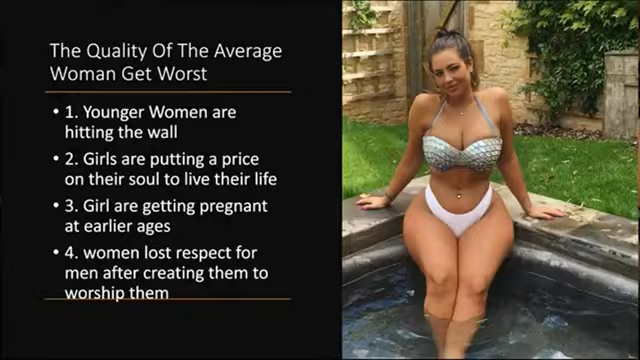 The Quality Of The Average
Woman Get Worst
• 1. Younger Women are
hitting the wall
• 2. Girls are putting a price
on their soul to live their life
• 3. Girl are getting pregnant
at earlier ages
• 4. women lost respect for
men after creating them to
worship them